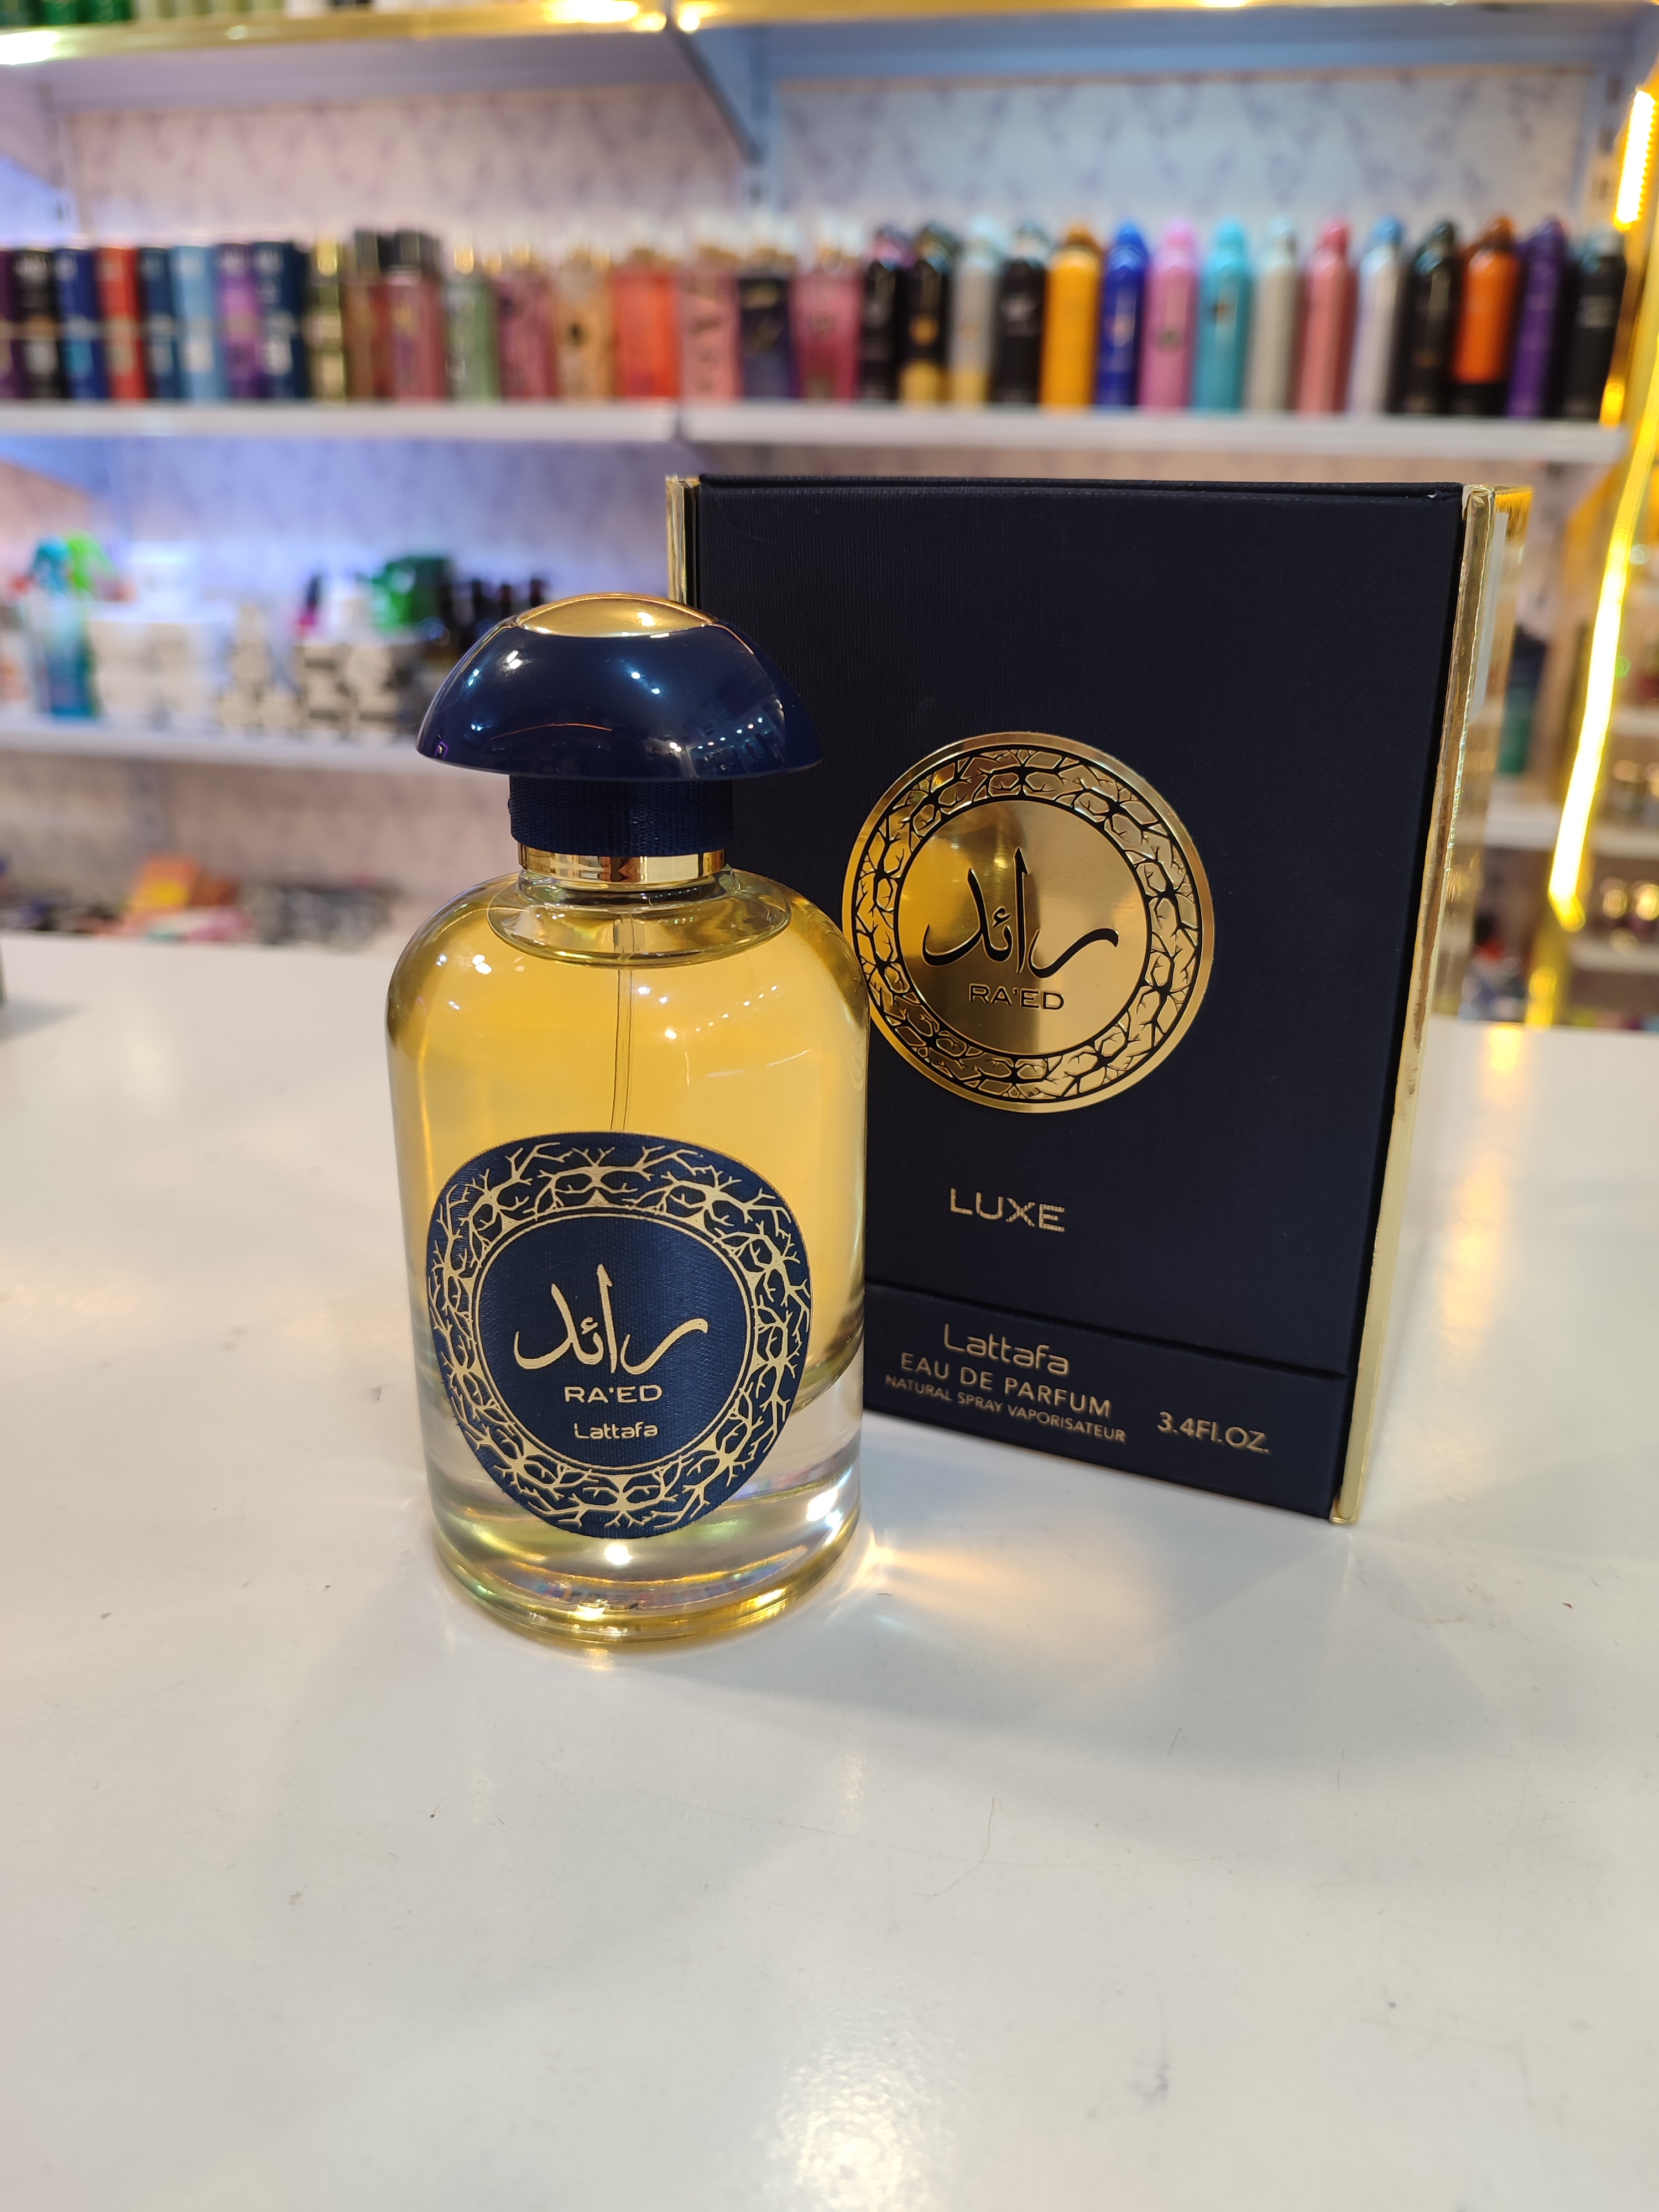 رائد
RA'ED
Lattafa
رائد
RA'ED
LUXE
Lattafa
EAU DE PARFUM
NATURAL SPRAY VAPORISATEUR
3.4FL.OZ.